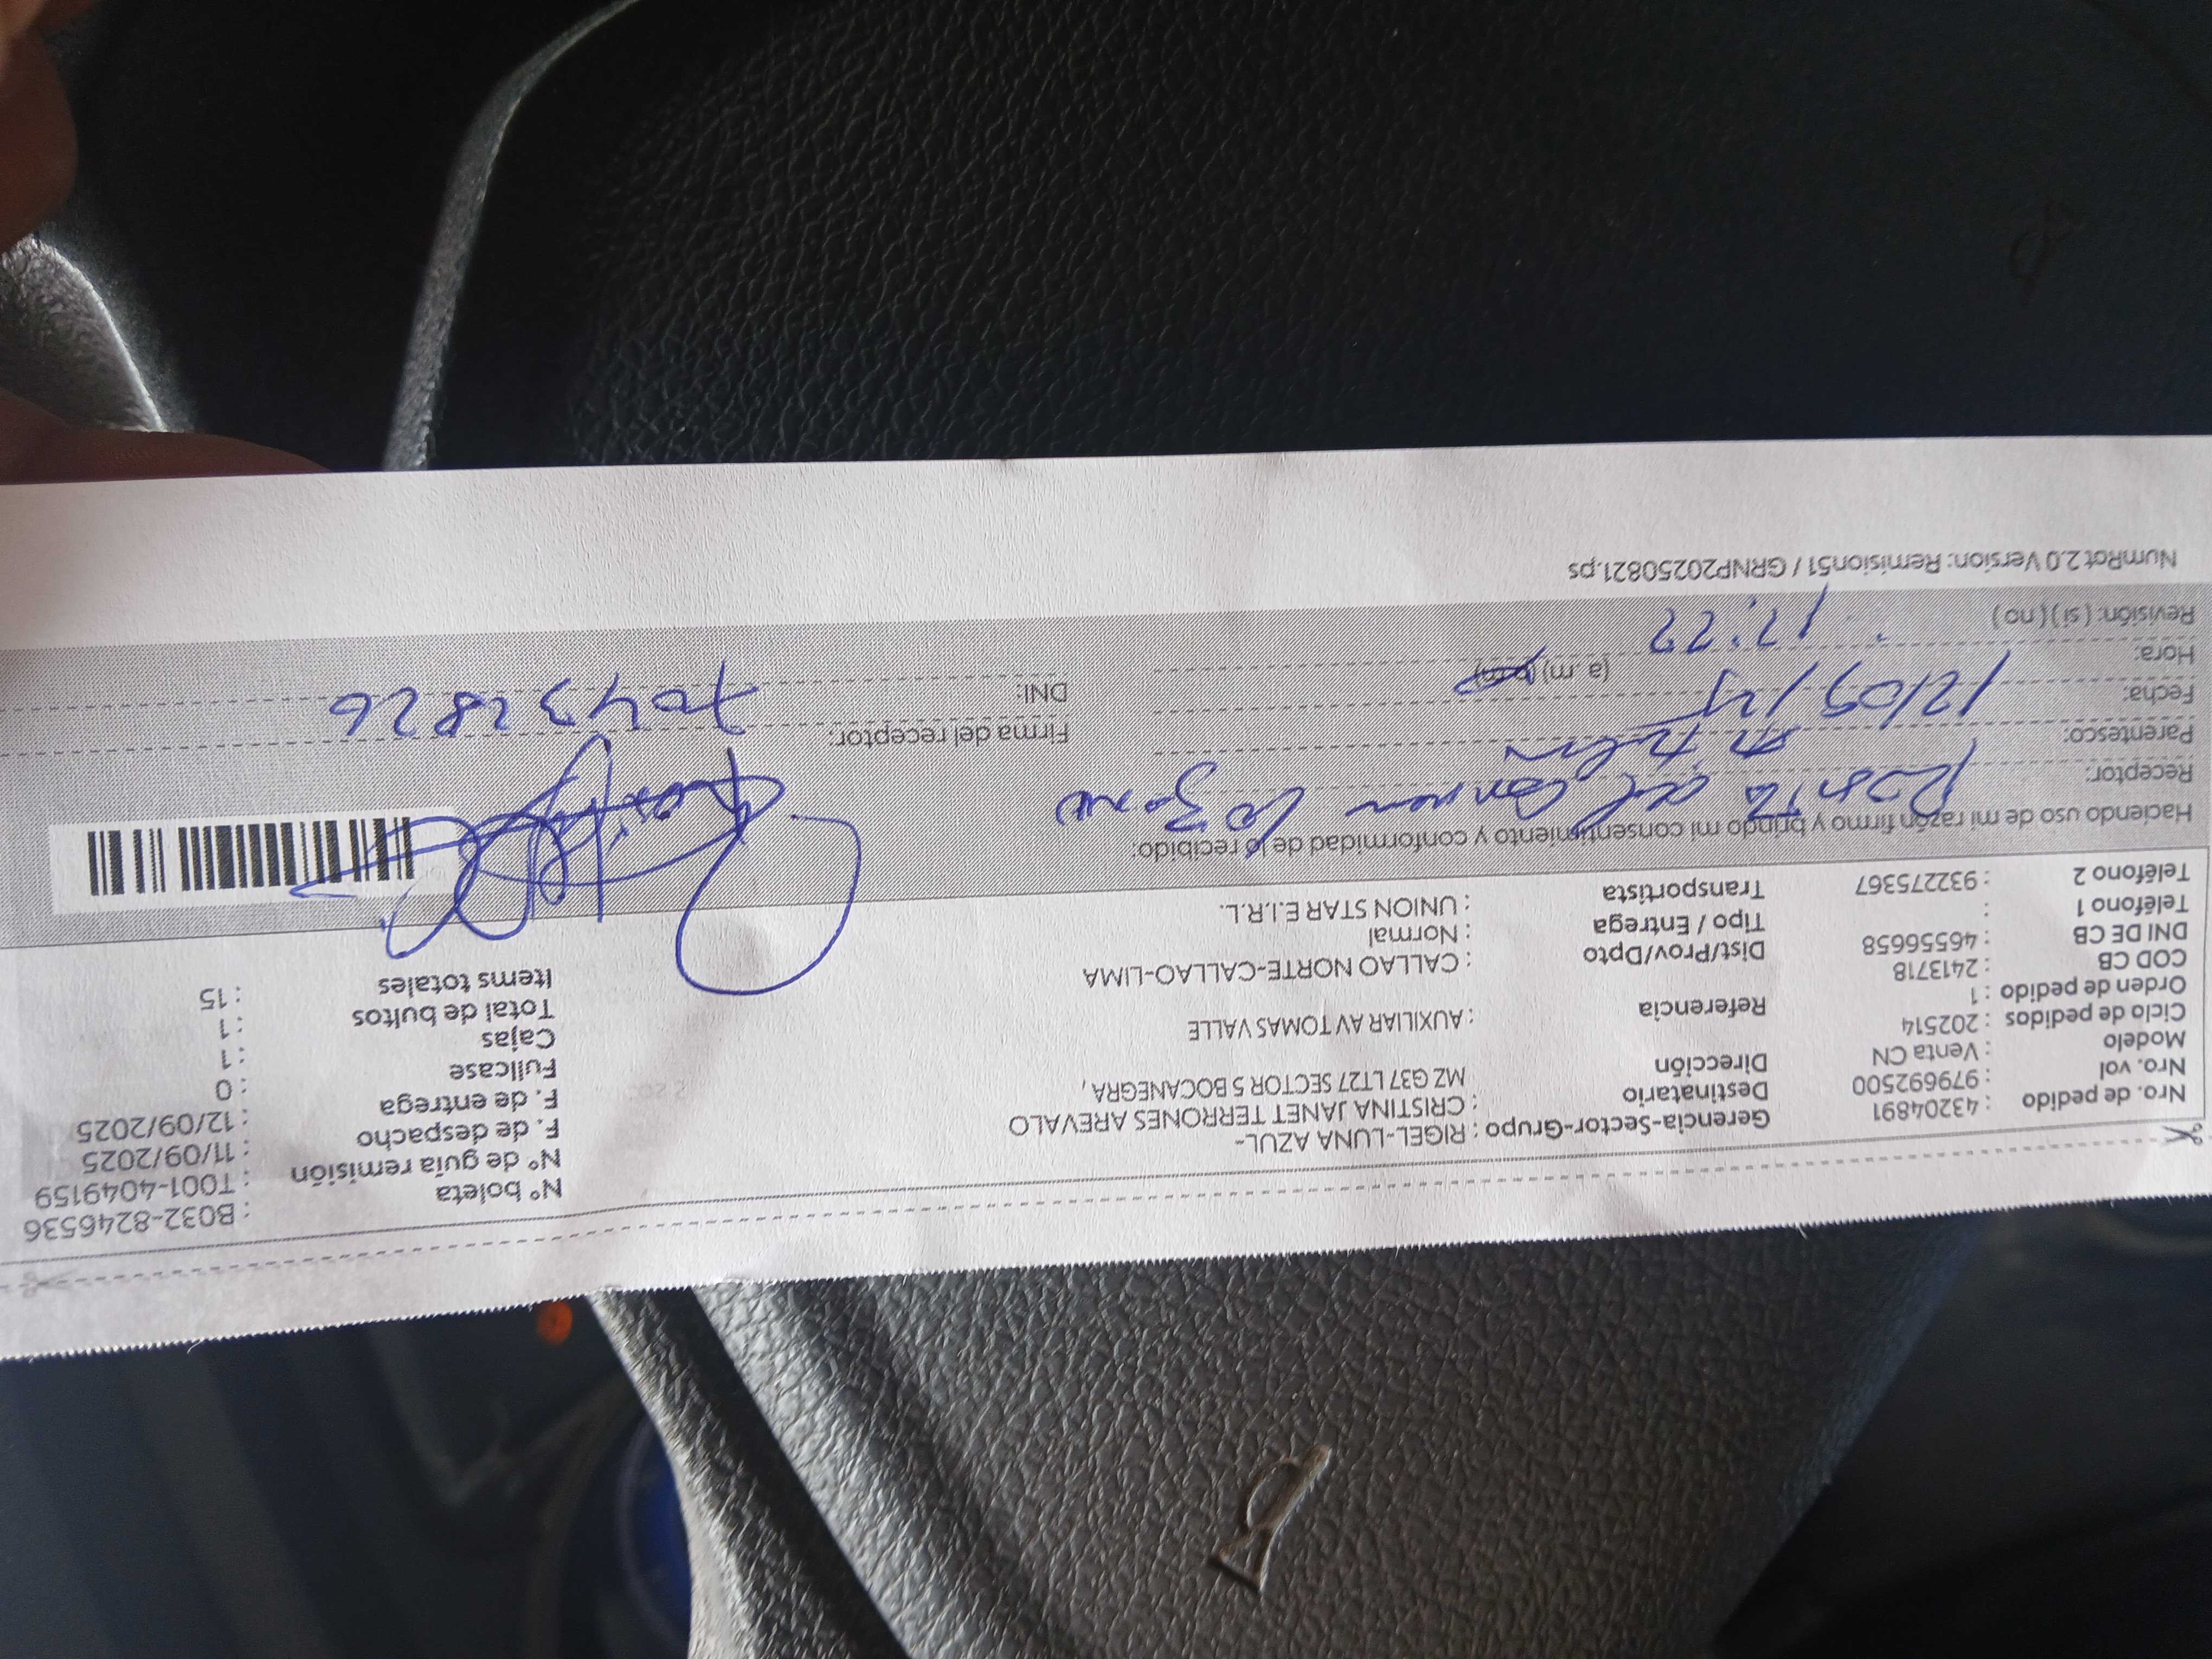 Nro. de pedido : 43204891
Nro. vol : 979692500
Modelo : Venta CN
Ciclo de pedidos : 202514
Orden de pedido : 1
COD CB : 2413718
DNI DE CB : 46556658
Teléfono 1 :
Teléfono 2 : 932275367
Gerencia-Sector-Grupo : RIGEL-LUNA AZUL-
Destinatario : CRISTINA JANET TERRONES AREVALO
Dirección MZ G37 LT27 SECTOR 5 BOCANEGRA,
Referencia : AUXILIAR AV TOMAS VALLE
Dist/Prov/Dpto : CALLAO NORTE-CALLAO-LIMA
Tipo / Entrega : Normal
Transportista : UNION STAR E.I.R.L.
N° boleta : B032-8246536
N° de guía remisión : T001-4049159
F. de despacho : 11/09/2025
F. de entrega : 12/09/2025
Fullcase : 0
Cajas : 1
Total de bultos : 1
Items totales : 15
Haciendo uso de mi razón firmo y brindo mi consentimiento y conformidad de lo recibido:
Receptor: del Carmen
Parentesco:
Fecha: 12/09/25
Hora: 12:22 (a. m) (p. m)
Revisión: ( si ) ( no )
Firma del receptor:
DNI: 70432826
NumRot 2.0 Version: Remision51 / GRNP20250821.ps